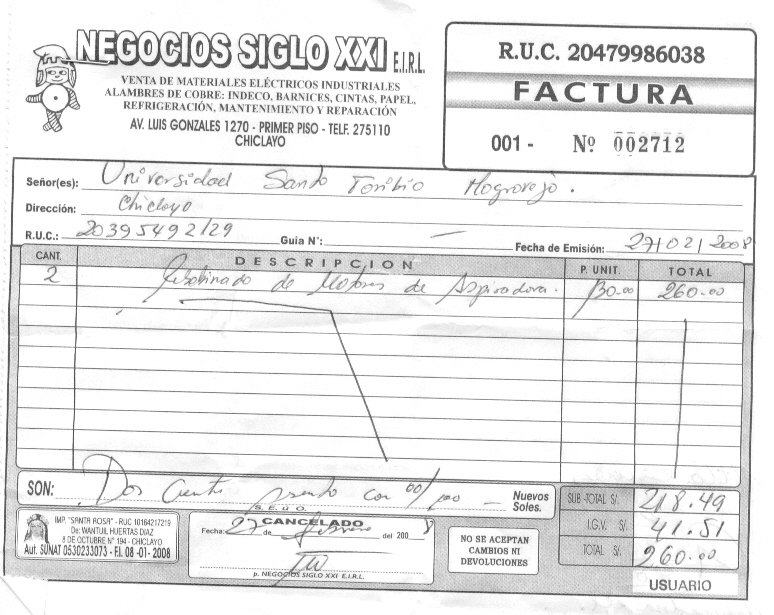 NEGOCIOS SIGLO XXI E.I.R.L.
VENTA DE MATERIALES ELÉCTRICOS INDUSTRIALES
ALAMBRES DE COBRE: INDECO, BARNICES, CINTAS, PAPEL,
REFRIGERACIÓN, MANTENIMIENTO Y REPARACIÓN
AV. LUIS GONZALES 1270 - PRIMER PISO - TELF. 275110
CHICLAYO
R.U.C. 20479986038
FACTURA
001 - Nº 002712
Señor(es): Universidad Santo Toribio Mogrovejo.
Dirección: Chiclayo
R.U.C.: 20395492129 Guia N°: — Fecha de Emisión: 27/02/2008
CANT. DESCRIPCION P. UNIT. TOTAL
2 Rebobinado de Motores de Aspiradora. 130.00 260.00
SON: Dos Cientos con 00/100 Nuevos Soles.
S.E.ú O.
SUB -TOTAL S/. 218.49
I.G.V. S/. 41.51
TOTAL S/. 260.00
USUARIO
IMP. "SANTA ROSA" - RUC 10164217219
De: WANTUIL HUERTAS DIAZ
8 DE OCTUBRE N° 194 - CHICLAYO
Aut. SUNAT 0530233073 - F.I. 08 -01- 2008
CANCELADO
Fecha: 27 de Febrero del 2008
p. NEGOCIOS SIGLO XXI E.I.R.L.
NO SE ACEPTAN
CAMBIOS NI
DEVOLUCIONES